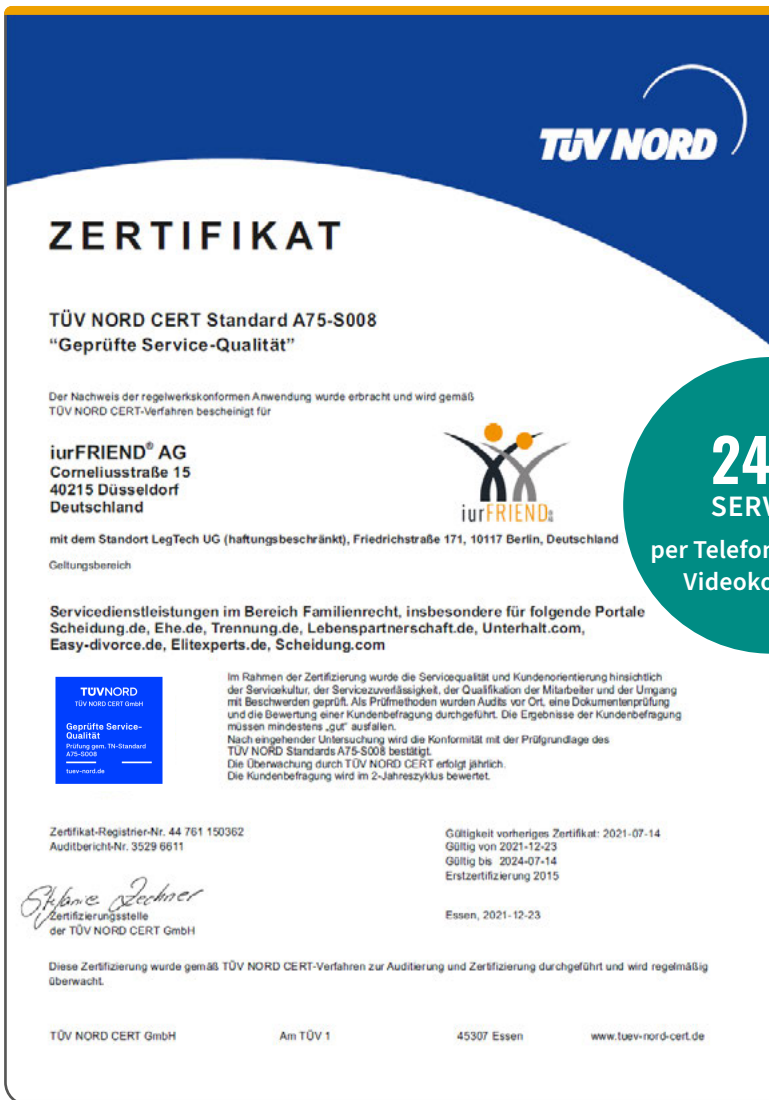 TÜV NORD
ZERTIFIKAT
TÜV NORD CERT Standard A75-S008
“Geprüfte Service-Qualität”
Der Nachweis der regelwerkskonformen Anwendung wurde erbracht und wird gemäß
TÜV NORD CERT-Verfahren bescheinigt für
iurFRIEND® AG
Corneliusstraße 15
40215 Düsseldorf
Deutschland
iurFRIEND
mit dem Standort LegTech UG (haftungsbeschränkt), Friedrichstraße 171, 10117 Berlin, Deutschland
Geltungsbereich
24
SERV
per Telefon
Videoko
Servicedienstleistungen im Bereich Familienrecht, insbesondere für folgende Portale
Scheidung.de, Ehe.de, Trennung.de, Lebenspartnerschaft.de, Unterhalt.com,
Easy-divorce.de, Elitexperts.de, Scheidung.com
TÜVNORD
TÜV NORD CERT GmbH
Geprüfte Service-
Qualität
Prüfung gem. TN-Standard
A75-S008
tuev-nord.de
Im Rahmen der Zertifizierung wurde die Servicequalität und Kundenorientierung hinsichtlich
der Servicekultur, der Servicezuverlässigkeit, der Qualifikation der Mitarbeiter und der Umgang
mit Beschwerden geprüft. Als Prüfmethoden wurden Audits vor Ort, eine Dokumentenprüfung
und die Bewertung einer Kundenbefragung durchgeführt. Die Ergebnisse der Kundenbefragung
müssen mindestens „gut“ ausfallen.
Nach eingehender Untersuchung wird die Konformität mit der Prüfgrundlage des
TÜV NORD Standards A75-S008 bestätigt.
Die Überwachung durch TÜV NORD CERT erfolgt jährlich.
Die Kundenbefragung wird im 2-Jahreszyklus bewertet.
Zertifikat-Registrier-Nr. 44 761 150362
Auditbericht-Nr. 3529 6611
Gültigkeit vorheriges Zertifikat: 2021-07-14
Gültig von 2021-12-23
Gültig bis 2024-07-14
Erstzertifizierung 2015
Stefanie Zechner
Zertifizierungsstelle
der TÜV NORD CERT GmbH
Essen, 2021-12-23
Diese Zertifizierung wurde gemäß TÜV NORD CERT-Verfahren zur Auditierung und Zertifizierung durchgeführt und wird regelmäßig
überwacht.
TÜV NORD CERT GmbH Am TÜV 1 45307 Essen www.tuev-nord-cert.de